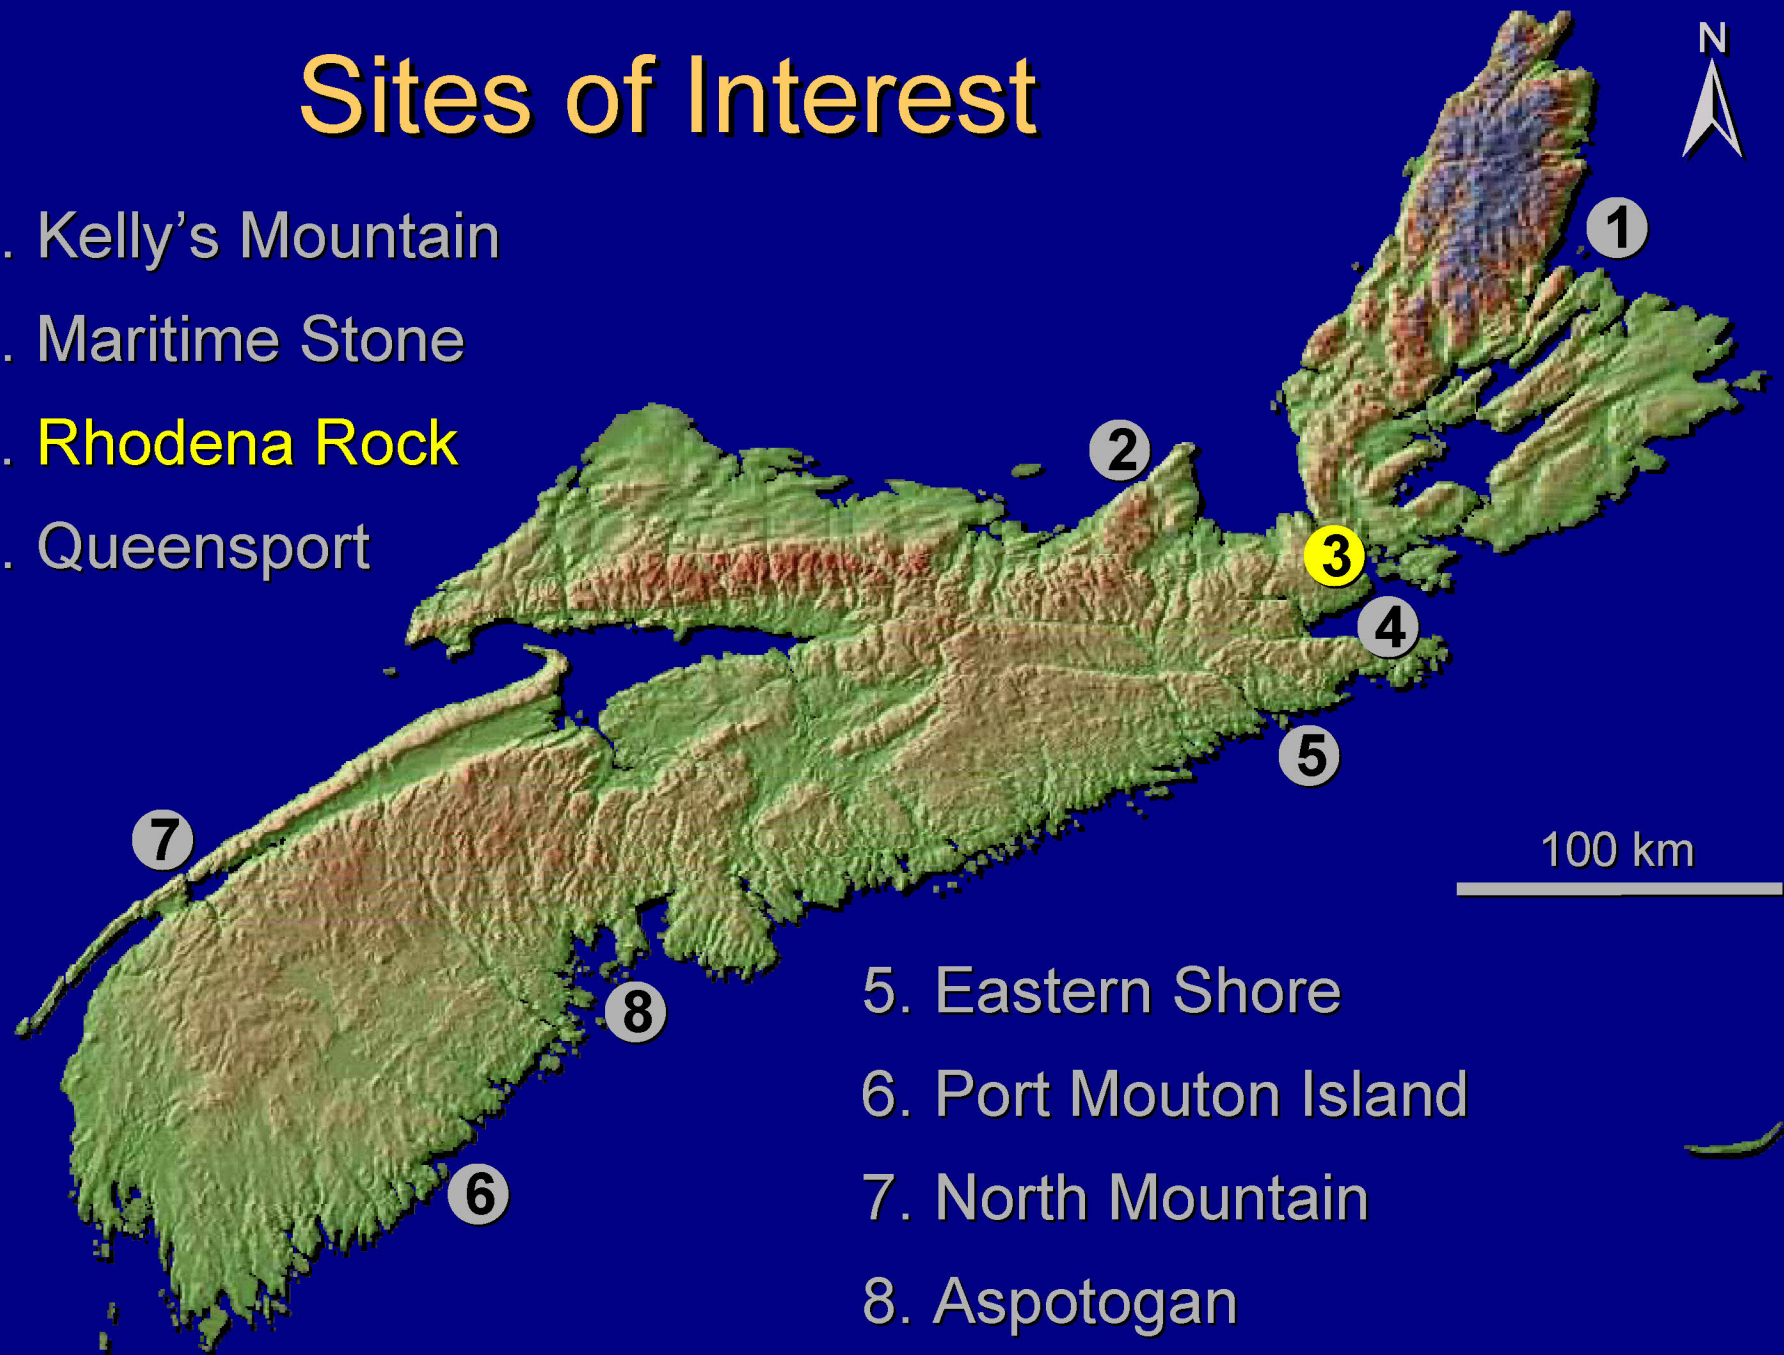 Sites of Interest
N
. Kelly’s Mountain
. Maritime Stone
. Rhodena Rock
. Queensport
1
2
3
4
5
7
100 km
8
6
5. Eastern Shore
6. Port Mouton Island
7. North Mountain
8. Aspotogan